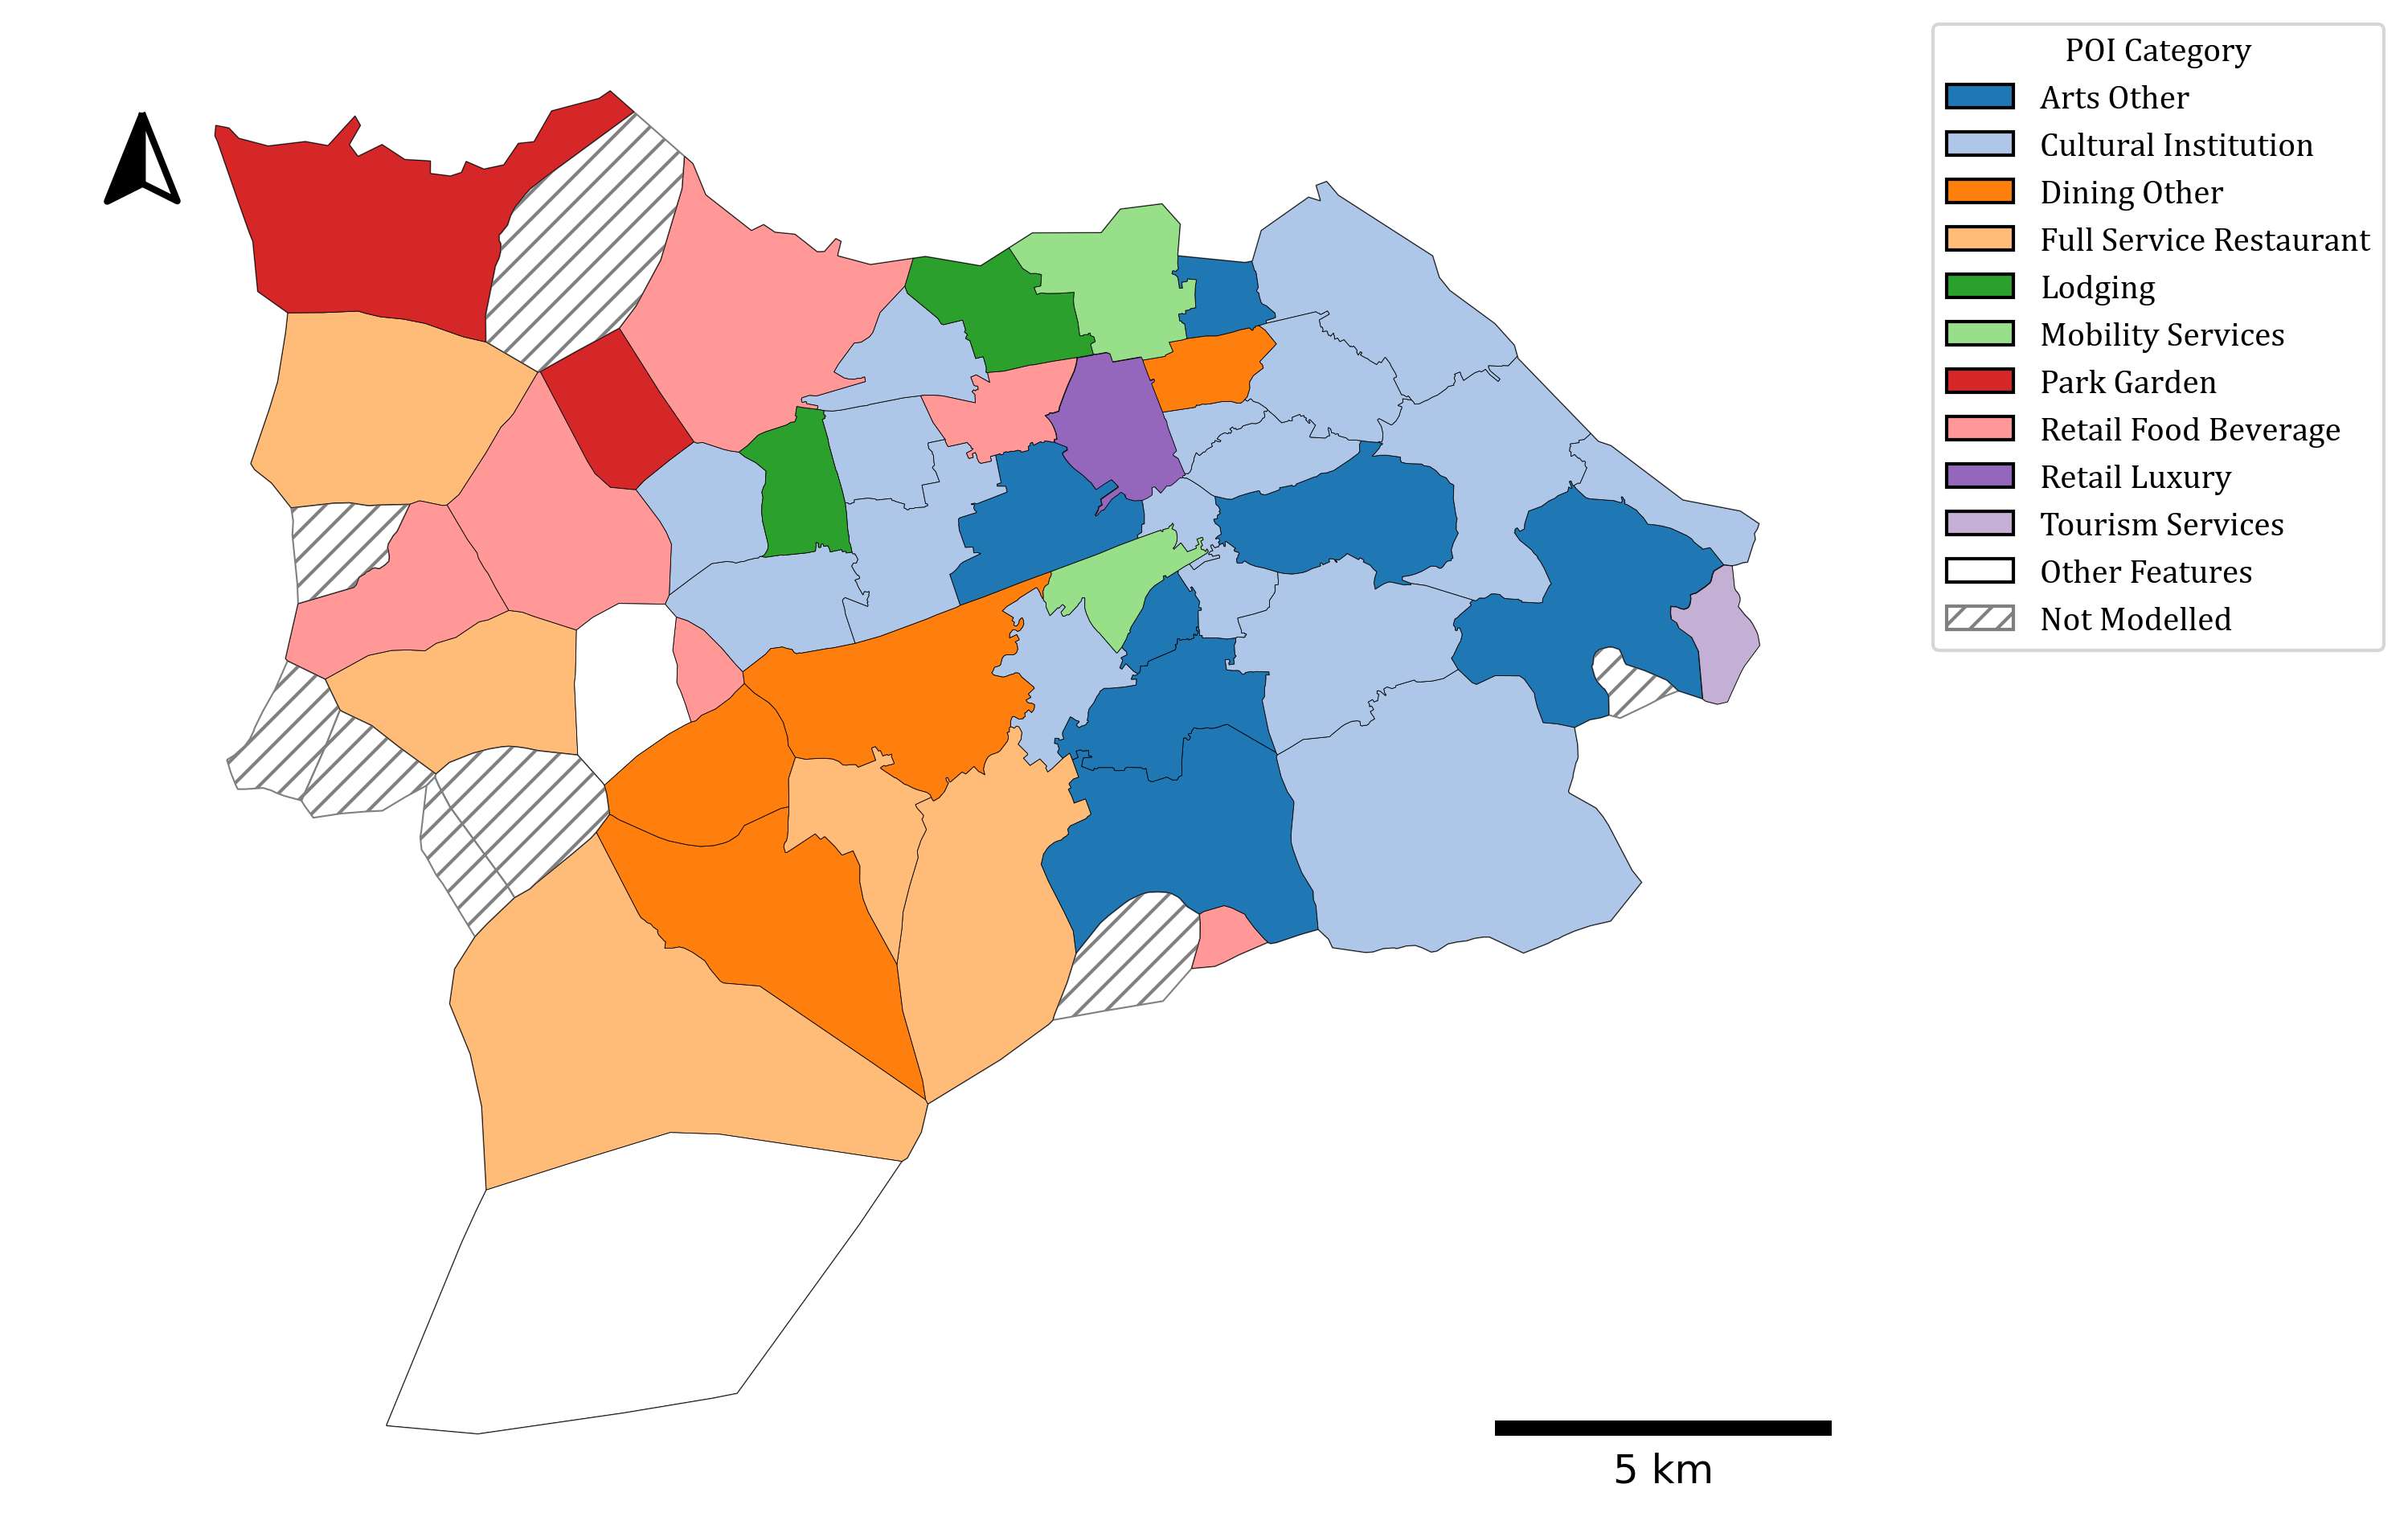 POI Category
Arts Other
Cultural Institution
Dining Other
Full Service Restaurant
Lodging
Mobility Services
Park Garden
Retail Food Beverage
Retail Luxury
Tourism Services
Other Features
Not Modelled
5 km